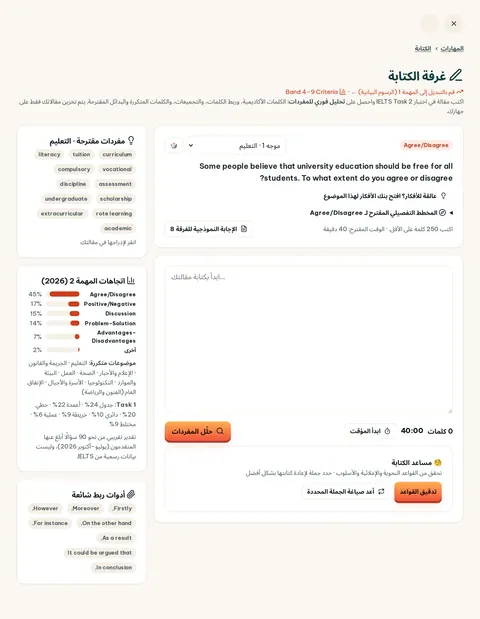 المهارات › الكتابة
غرفة الكتابة
قم بالتبديل إلى المهمة 1 (الرسوم البيانية) ← · Band 4–9 Criteria
اكتب مقالة في اختبار IELTS Task 2 واحصل على تحليل فوري للمفردات: الكلمات الأكاديمية، وربط الكلمات، والتجميعات، والكلمات المتكررة والبدائل المقترحة. يتم تخزين مقالاتك فقط على
جهازك.
Agree/Disagree
موجه 1 · التعليم
Some people believe that university education should be free for all
students. To what extent do you agree or disagree?
عالقة للأفكار؟ افتح بنك الأفكار لهذا الموضوع
المخطط التفصيلي المقترح لـ Agree/Disagree
اكتب 250 كلمة على الأقل. · الوقت المقترح: 40 دقيقة
الإجابة النموذجية للفرقة 8
ابدأ بكتابة مقالتك...
0 كلمات
40:00
ابدأ المؤقت
حلّل المفردات
مساعد الكتابة
تحقق من القواعد النحوية والإملائية والأسلوب · حدد جملة لإعادة كتابتها بشكل أفضل.
تدقيق القواعد
أعد صياغة الجملة المحددة
مفردات مقترحة · التعليم
curriculum
tuition
literacy
vocational
compulsory
assessment
discipline
scholarship
undergraduate
rote learning
extracurricular
academic
انقر لإدراجها في مقالتك.
اتجاهات المهمة 2 (2026)
Agree/Disagree 45%
Positive/Negative 17%
Discussion 15%
Problem-Solution 14%
Advantages-Disadvantages 7%
أخرى 2%
موضوعات متكررة: التعليم · الجريمة والقانون
· الإعلام والأخبار · الصحة · العمل · البيئة
والموارد · التكنولوجيا · الأسرة والأجيال · الإنفاق
العام (الفنون والرياضة)
Task 1: جدول 24% · أعمدة 22% · خطي
20% · دائري 10% · خريطة 9% · عملية 6% ·
مختلط 9%
تقدير تقريبي من نحو 90 سؤالًا أبلغ عنها
المتقدمون (يوليو–أكتوبر 2026)، وليست
بيانات رسمية من IELTS.
أدوات ربط شائعة
Firstly,
Moreover,
However,
On the other hand,
For instance,
As a result,
It could be argued that
In conclusion,